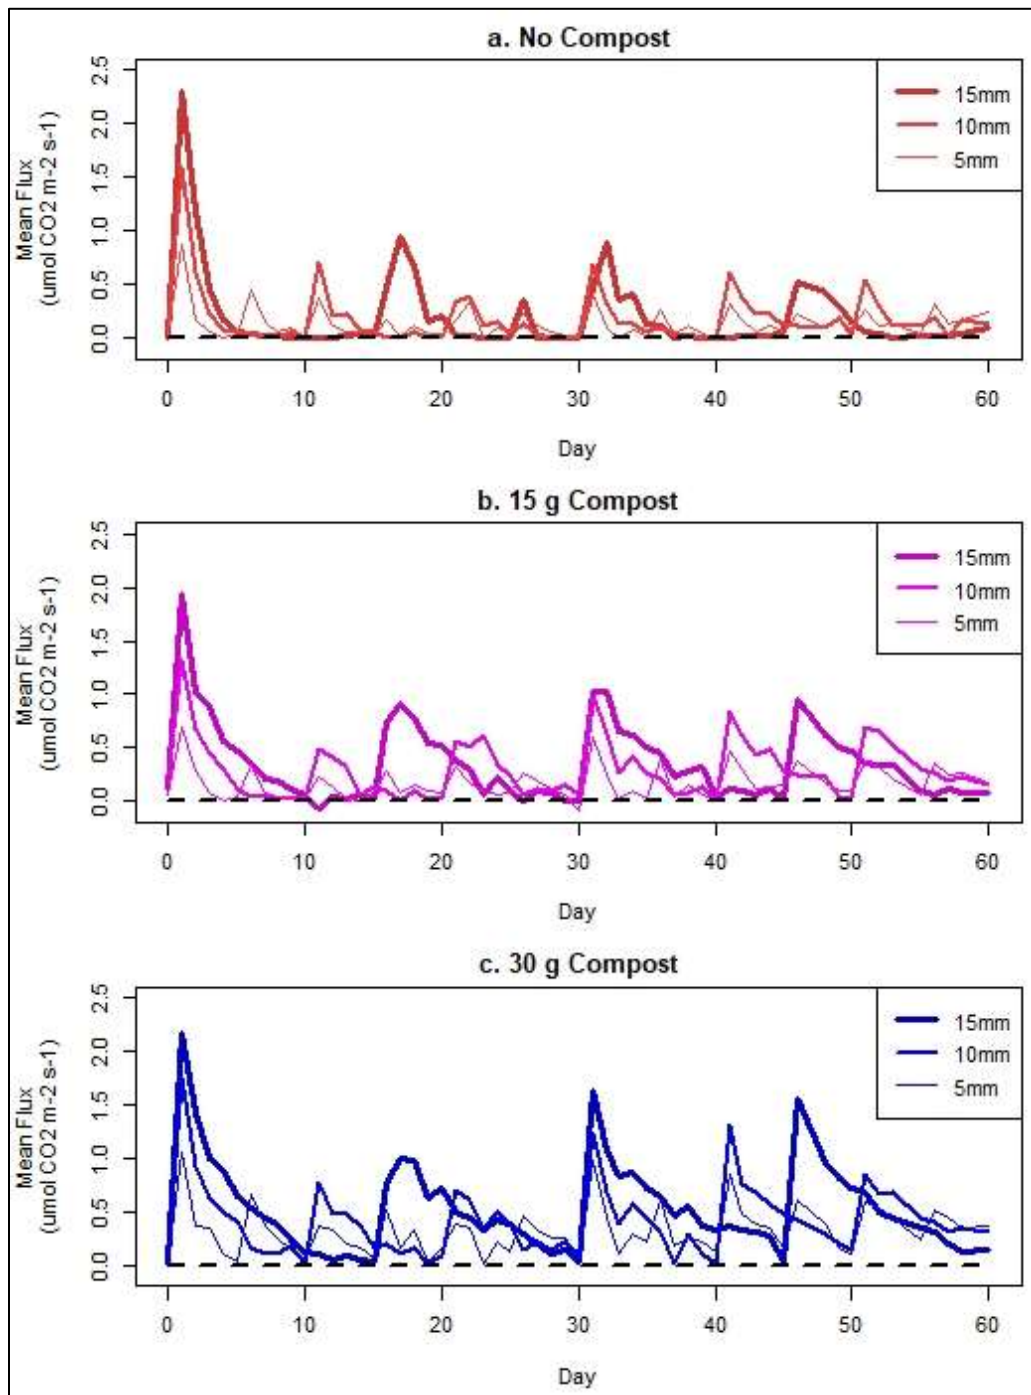 a. No Compost
Mean Flux
(umol CO2 m-2 s-1)
2.5
2.0
1.5
1.0
0.5
0.0
15mm
10mm
5mm
0 10 20 30 40 50 60
Day
b. 15 g Compost
Mean Flux
(umol CO2 m-2 s-1)
2.5
2.0
1.5
1.0
0.5
0.0
15mm
10mm
5mm
0 10 20 30 40 50 60
Day
c. 30 g Compost
Mean Flux
(umol CO2 m-2 s-1)
2.5
2.0
1.5
1.0
0.5
0.0
15mm
10mm
5mm
0 10 20 30 40 50 60
Day